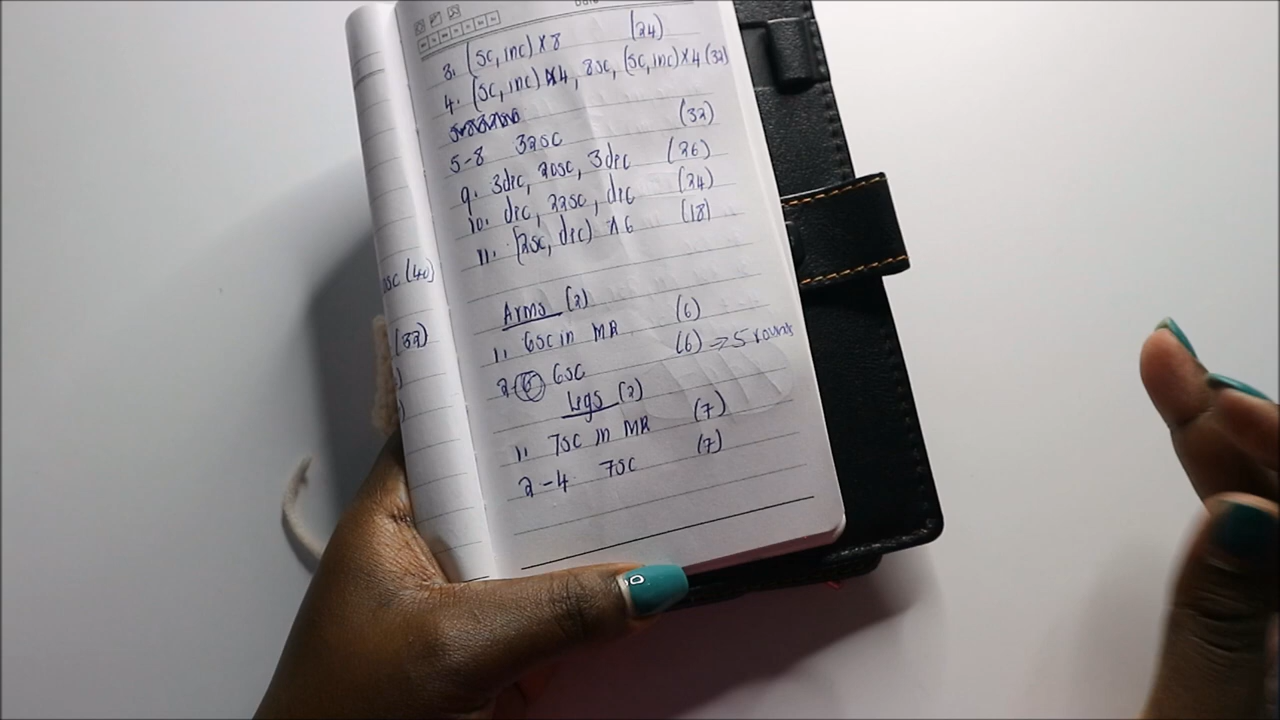 3. (sc, inc) x 8 (24)
4. (sc, inc) x4, 8sc, (sc, inc) x 4 (32)
5-8 32sc (32)
9. 3dec, 20sc, 3dec (26)
10. dec, 22sc, dec (24)
11. (2sc, dec) x6 (18)
Arms (2)
1. 6sc in MR (6)
2-6 6sc (6) => 5 rounds
Legs (2)
1. 7sc in MR (7)
2-4 7sc (7)
sc (40)
(32)